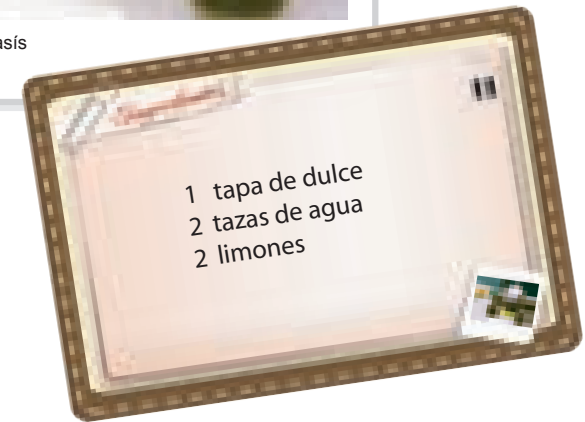 asís
1 tapa de dulce
2 tazas de agua
2 limones